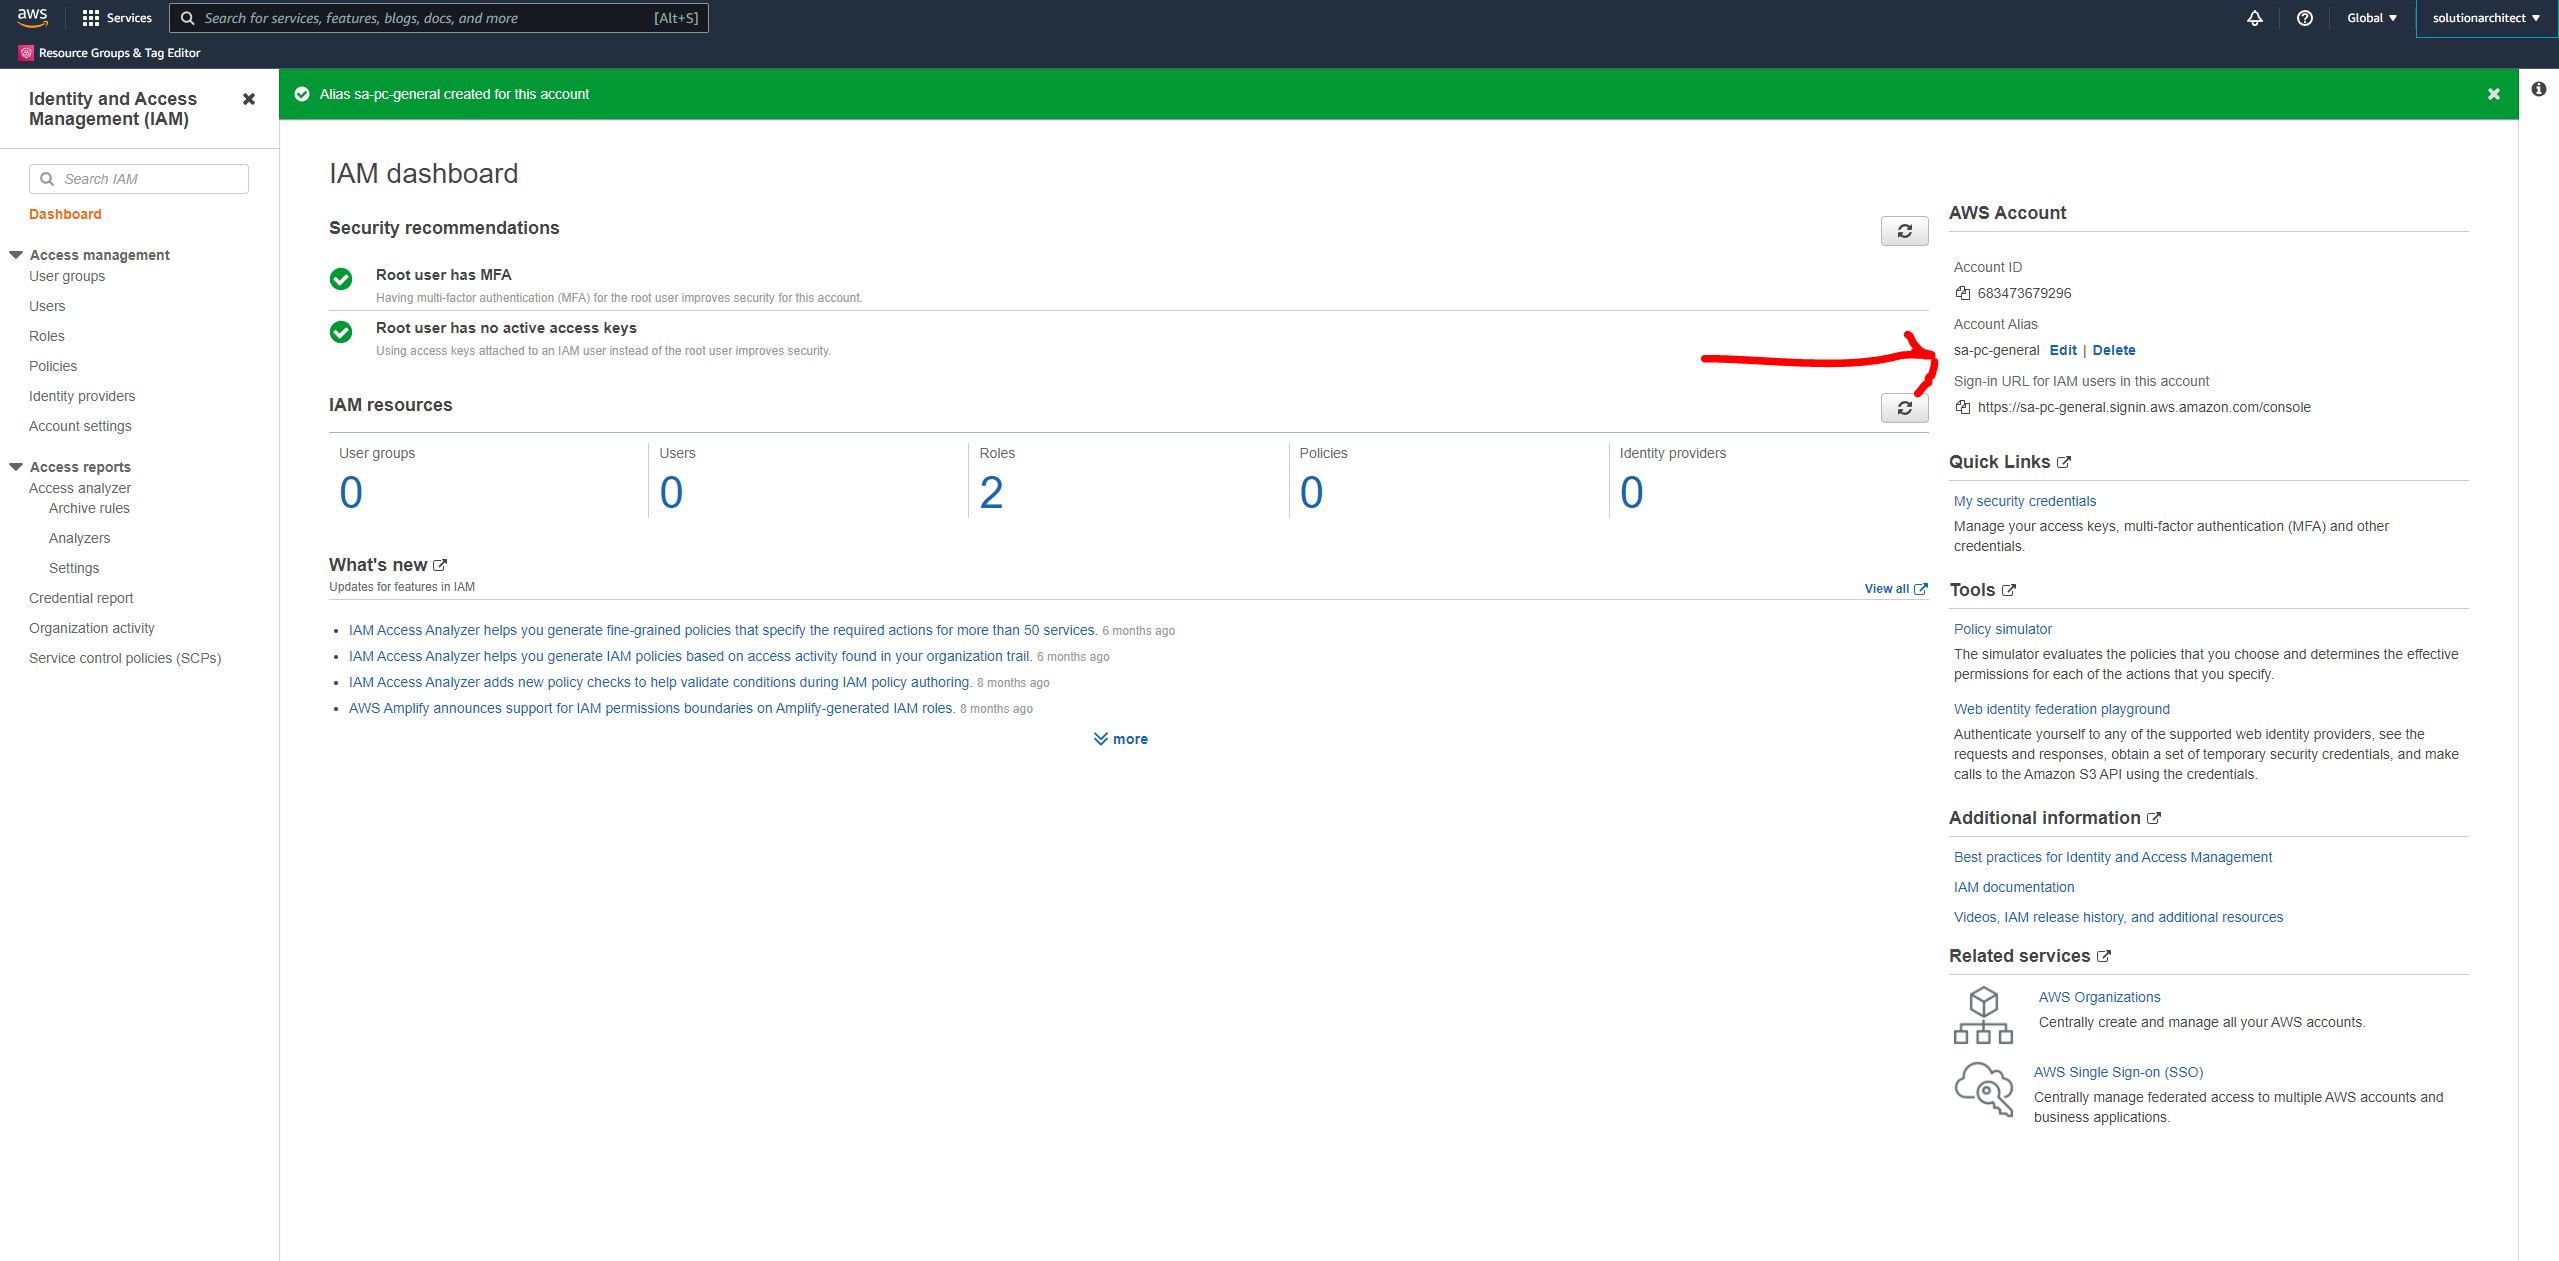 aws
Services
Search for services, features, blogs, docs, and more
[Alt+S]
Global
solutionarchitect
Resource Groups & Tag Editor
Identity and Access
Management (IAM)
Search IAM
Dashboard
Access management
User groups
Users
Roles
Policies
Identity providers
Account settings
Access reports
Access analyzer
Archive rules
Analyzers
Settings
Credential report
Organization activity
Service control policies (SCPs)
Alias sa-pc-general created for this account
IAM dashboard
Security recommendations
Root user has MFA
Having multi-factor authentication (MFA) for the root user improves security for this account.
Root user has no active access keys
Using access keys attached to an IAM user instead of the root user improves security.
IAM resources
User groups
0
Users
0
Roles
2
Policies
0
Identity providers
0
What's new
Updates for features in IAM
View all
IAM Access Analyzer helps you generate fine-grained policies that specify the required actions for more than 50 services. 6 months ago
IAM Access Analyzer helps you generate IAM policies based on access activity found in your organization trail. 6 months ago
IAM Access Analyzer adds new policy checks to help validate conditions during IAM policy authoring. 8 months ago
AWS Amplify announces support for IAM permissions boundaries on Amplify-generated IAM roles. 8 months ago
more
AWS Account
Account ID
683473679296
Account Alias
sa-pc-general Edit | Delete
Sign-in URL for IAM users in this account
https://sa-pc-general.signin.aws.amazon.com/console
Quick Links
My security credentials
Manage your access keys, multi-factor authentication (MFA) and other
credentials.
Tools
Policy simulator
The simulator evaluates the policies that you choose and determines the effective
permissions for each of the actions that you specify.
Web identity federation playground
Authenticate yourself to any of the supported web identity providers, see the
requests and responses, obtain a set of temporary security credentials, and make
calls to the Amazon S3 API using the credentials.
Additional information
Best practices for Identity and Access Management
IAM documentation
Videos, IAM release history, and additional resources
Related services
AWS Organizations
Centrally create and manage all your AWS accounts.
AWS Single Sign-on (SSO)
Centrally manage federated access to multiple AWS accounts and
business applications.